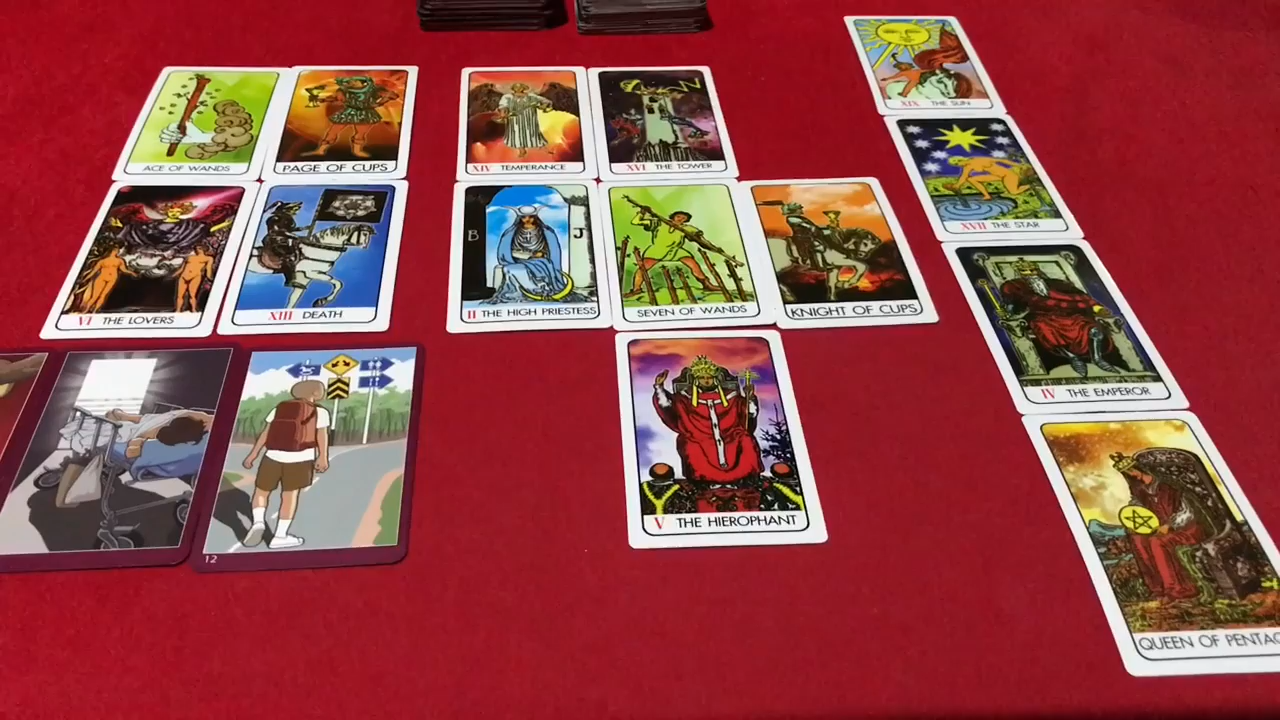 XIX THE SUN
ACE OF WANDS
PAGE OF CUPS
XIV TEMPERANCE
XVI THE TOWER
XVII THE STAR
VI THE LOVERS
XIII DEATH
B J
II THE HIGH PRIESTESS
SEVEN OF WANDS
KNIGHT OF CUPS
IV THE EMPEROR
V THE HIEROPHANT
12
QUEEN OF PENTAC